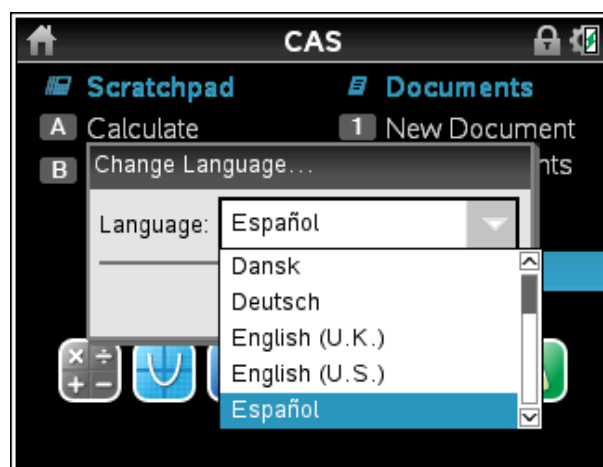 CAS
Scratchpad
Documents
A Calculate
1 New Document
B
nts
Change Language...
Language: Español
Dansk
Deutsch
English (U.K.)
English (U.S.)
Español